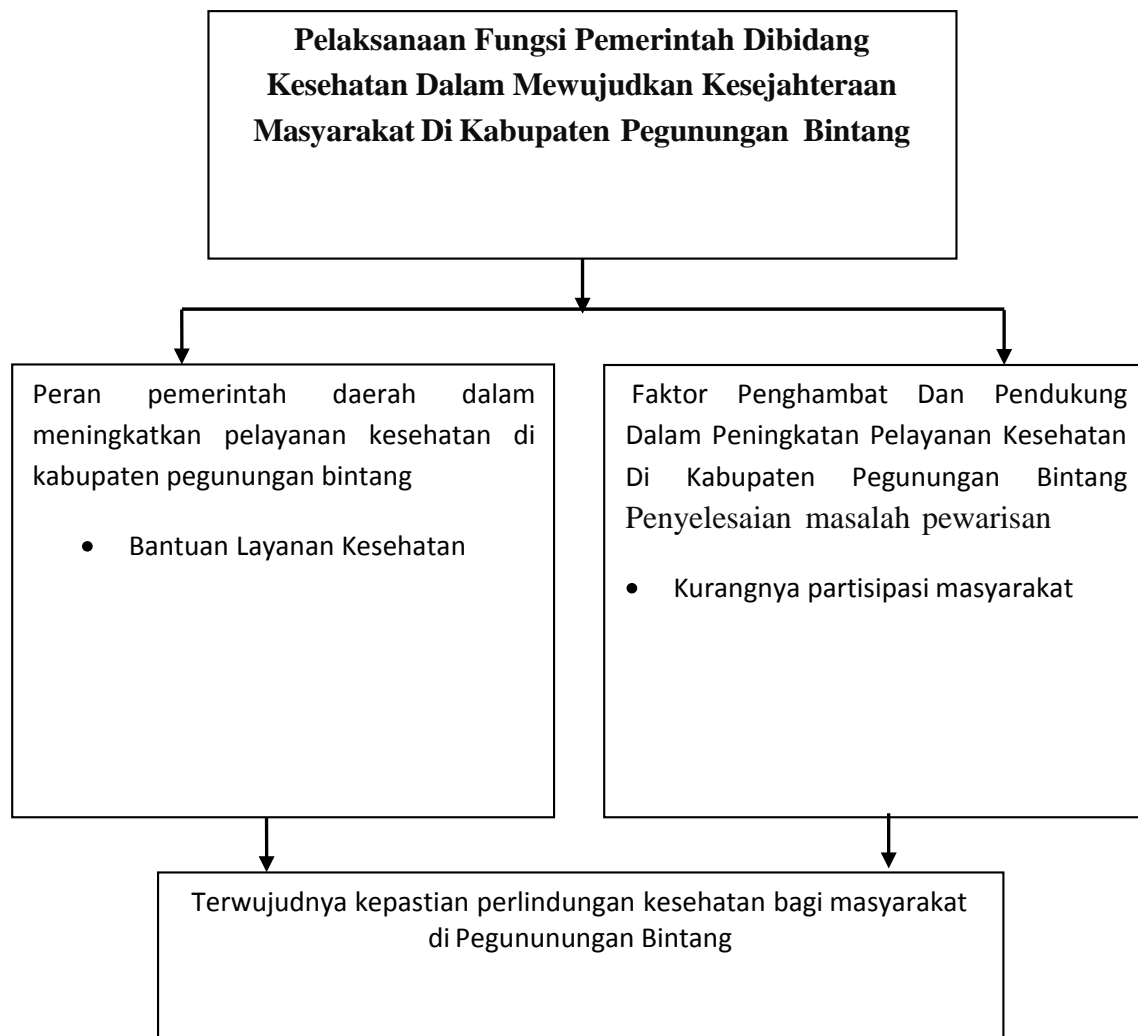 Pelaksanaan Fungsi Pemerintah Dibidang
Kesehatan Dalam Mewujudkan Kesejahteraan
Masyarakat Di Kabupaten Pegunungan Bintang
Peran pemerintah daerah dalam
meningkatkan pelayanan kesehatan di
kabupaten pegunungan bintang
• Bantuan Layanan Kesehatan
Faktor Penghambat Dan Pendukung
Dalam Peningkatan Pelayanan Kesehatan
Di Kabupaten Pegunungan Bintang
Penyelesaian masalah pewarisan
• Kurangnya partisipasi masyarakat
Terwujudnya kepastian perlindungan kesehatan bagi masyarakat
di Pegununungan Bintang